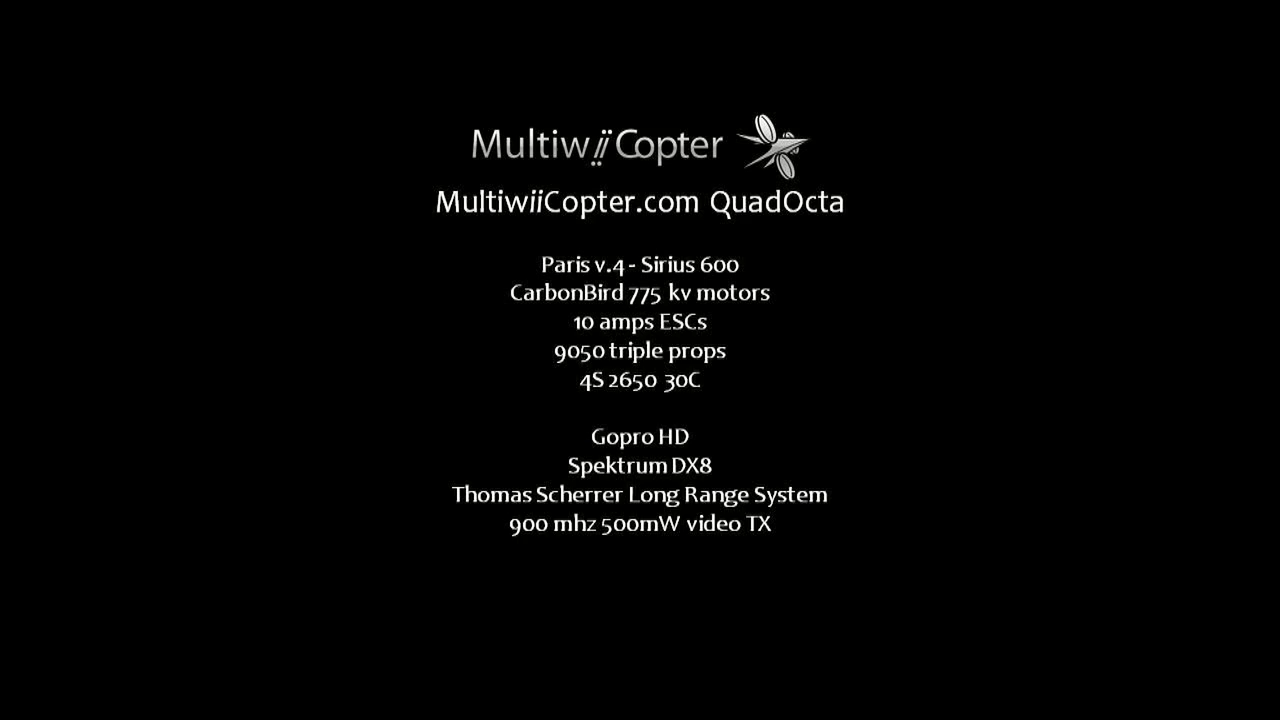 MultiwiiCopter
MultiwiiCopter.com QuadOcta
Paris v.4 - Sirius 600
CarbonBird 775 kv motors
10 amps ESCs
9050 triple props
4S 2650 30C
Gopro HD
Spektrum DX8
Thomas Scherrer Long Range System
900 mhz 500mW video TX